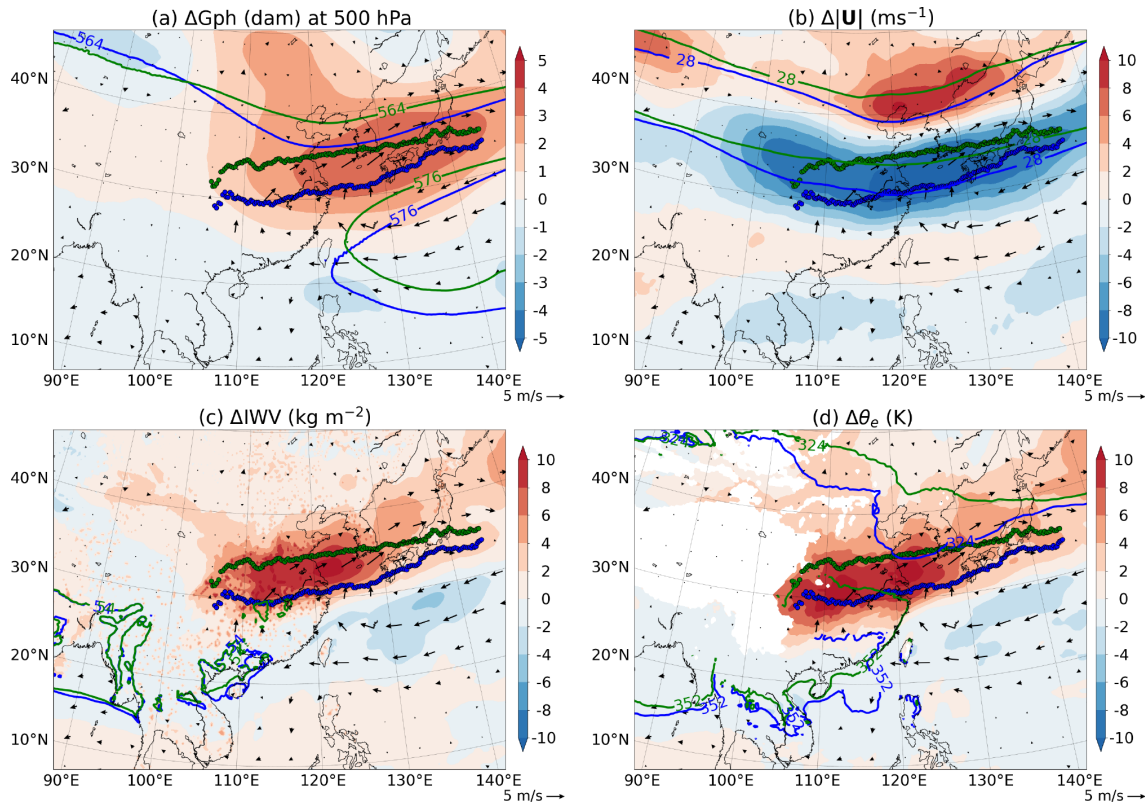 (a) ΔGph (dam) at 500 hPa
(b) Δ|U| (ms−1)
564
564
576
576
40°N
30°N
20°N
10°N
90°E 100°E 110°E 120°E 130°E 140°E
5 m/s
5
4
3
2
1
0
-1
-2
-3
-4
-5
28
28
28
40°N
30°N
20°N
10°N
90°E 100°E 110°E 120°E 130°E 140°E
5 m/s
10
8
6
4
2
0
-2
-4
-6
-8
-10
(c) ΔIWV (kg m−2)
(d) Δθe (K)
54
40°N
30°N
20°N
10°N
90°E 100°E 110°E 120°E 130°E 140°E
5 m/s
10
8
6
4
2
0
-2
-4
-6
-8
-10
324
324
324
352
352
352
352
40°N
30°N
20°N
10°N
90°E 100°E 110°E 120°E 130°E 140°E
5 m/s
10
8
6
4
2
0
-2
-4
-6
-8
-10